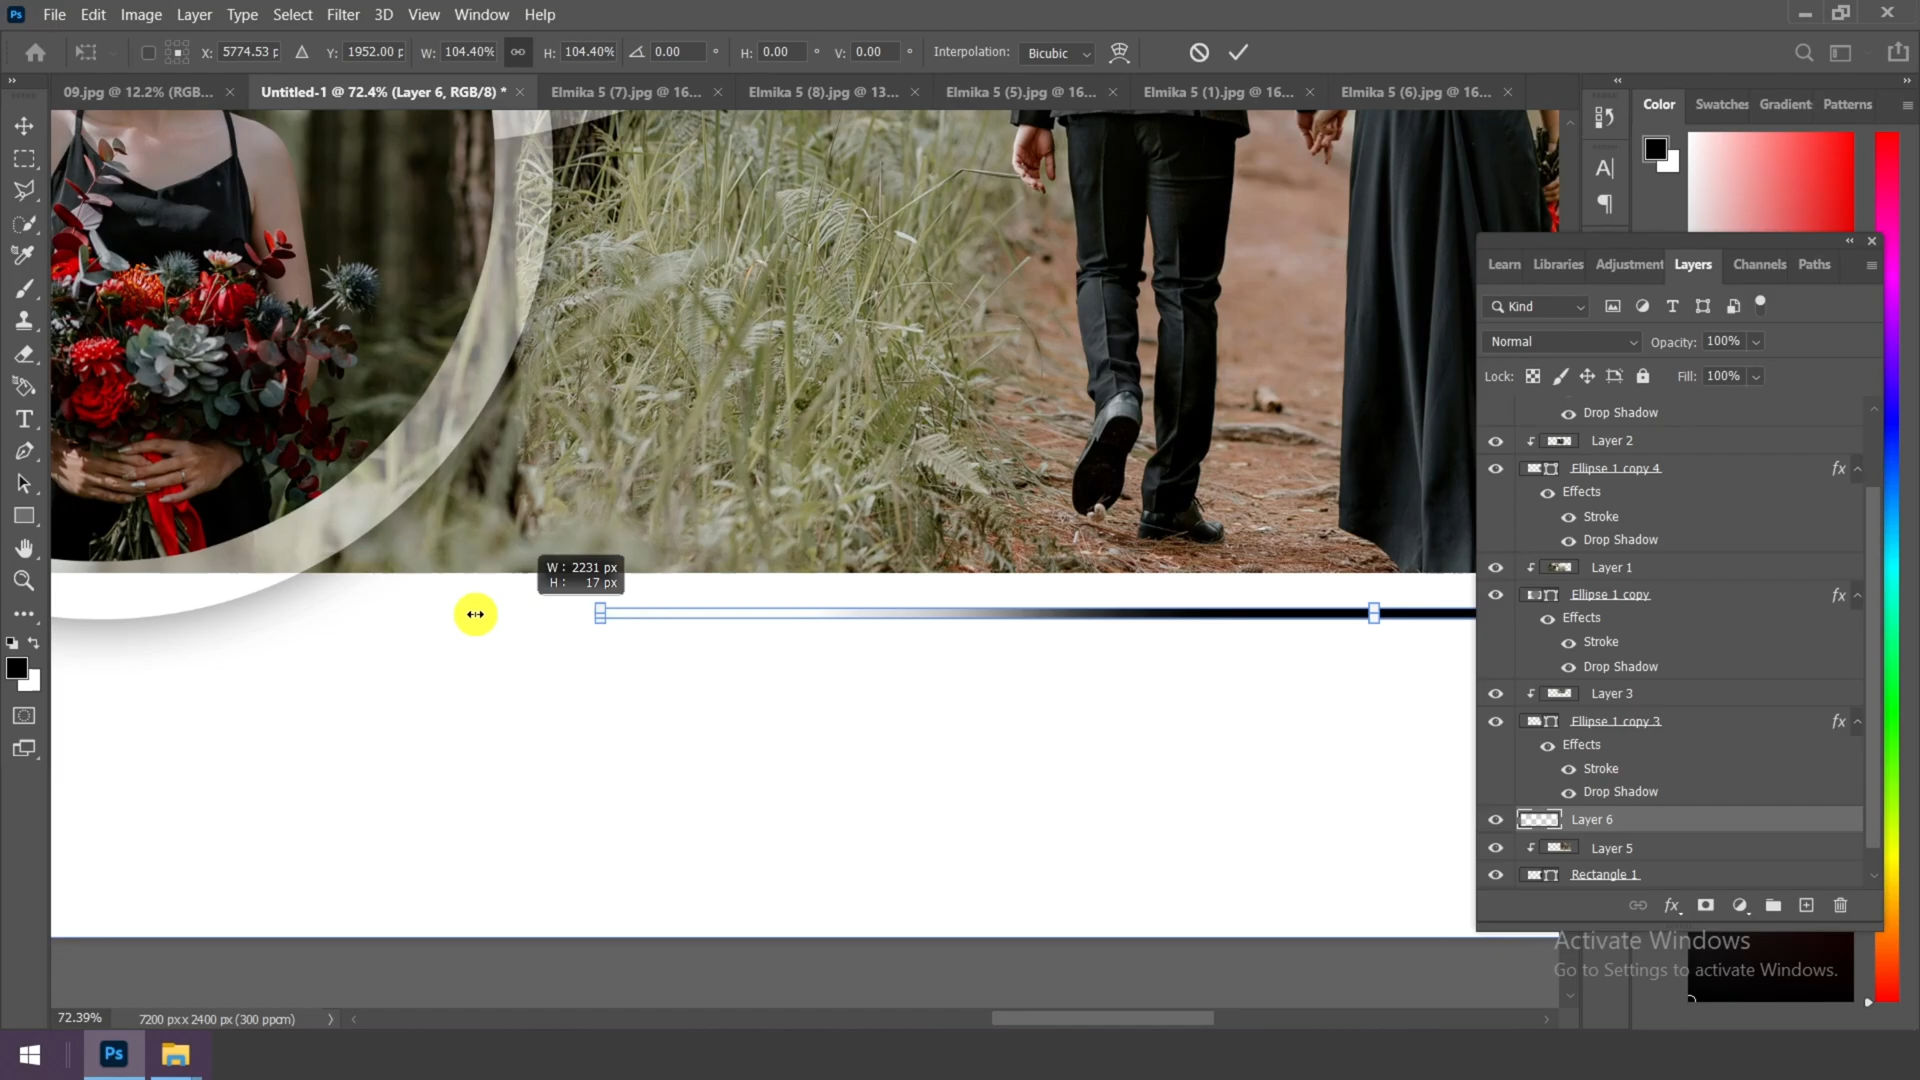 Ps File Edit Image Layer Type Select Filter 3D View Window Help
X: 5774.53 p Y: 1952.00 p W: 104.40% H: 104.40% 0.00 ° H: 0.00 ° V: 0.00 ° Interpolation: Bicubic
09.jpg @ 12.2% (RGB... Untitled-1 @ 72.4% (Layer 6, RGB/8) * Elmika 5 (7).jpg @ 16... Elmika 5 (8).jpg @ 13... Elmika 5 (5).jpg @ 16... Elmika 5 (1).jpg @ 16... Elmika 5 (6).jpg @ 16...
Color Swatches Gradient Patterns
Learn Libraries Adjustment Layers Channels Paths
Kind
Normal Opacity: 100%
Lock: Fill: 100%
Drop Shadow
Layer 2
Ellipse 1 copy 4 fx
Effects
Stroke
Drop Shadow
Layer 1
Ellipse 1 copy fx
Effects
Stroke
Drop Shadow
Layer 3
Ellipse 1 copy 3 fx
Effects
Stroke
Drop Shadow
Layer 6
Layer 5
Rectangle 1
fx
W: 2231 px
H: 17 px
Activate Windows
Go to Settings to activate Windows.
72.39% 7200 px x 2400 px (300 ppcm)
Ps